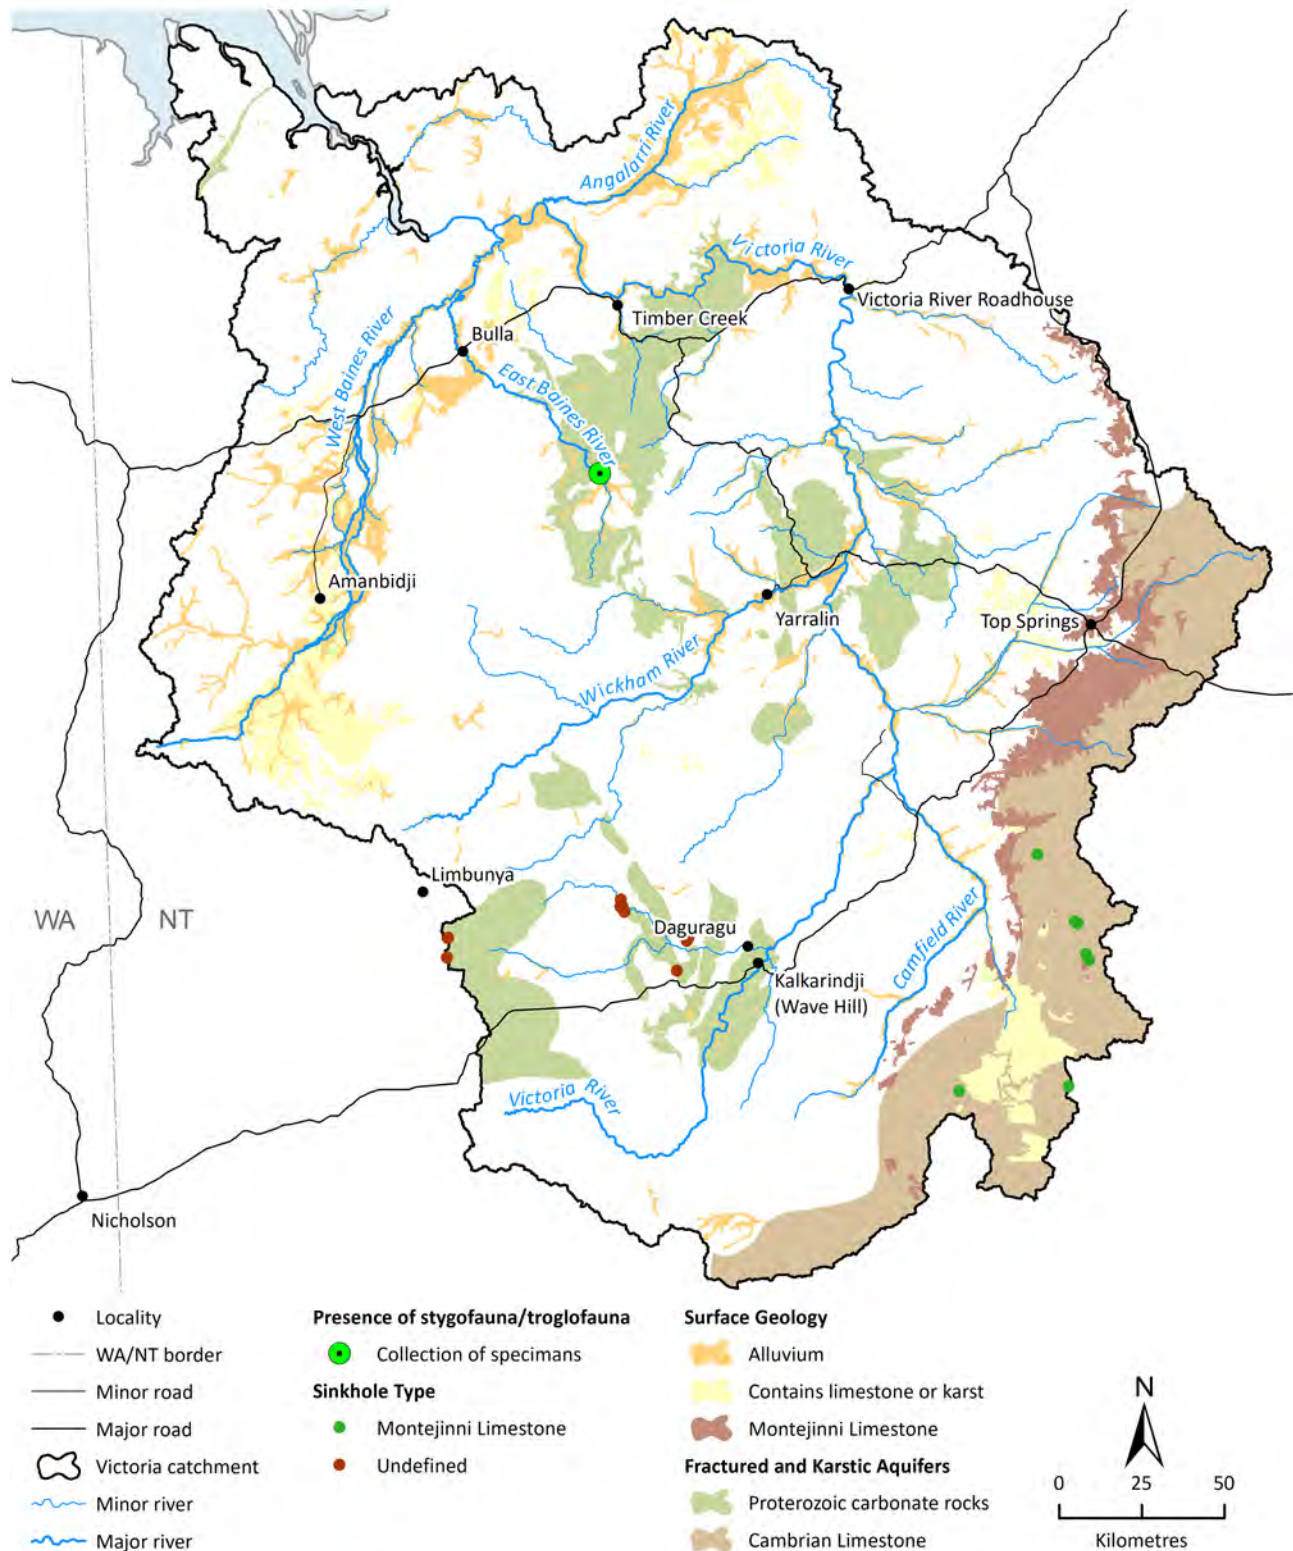 Angalarri River
Victoria River
Victoria River Roadhouse
Timber Creek
Bulla
West Baines River
East Baines River
Amanbidji
Yarralin
Top Springs
Wickham River
Limbunya
WA
NT
Daguragu
Camfield River
Kalkarindji
(Wave Hill)
Victoria River
Nicholson
Locality
WA/NT border
Minor road
Major road
Victoria catchment
Minor river
Major river
Presence of stygofauna/troglofauna
Collection of specimans
Sinkhole Type
Montejinni Limestone
Undefined
Surface Geology
Alluvium
Contains limestone or karst
Montejinni Limestone
Fractured and Karstic Aquifers
Proterozoic carbonate rocks
Cambrian Limestone
N
0 25 50
Kilometres